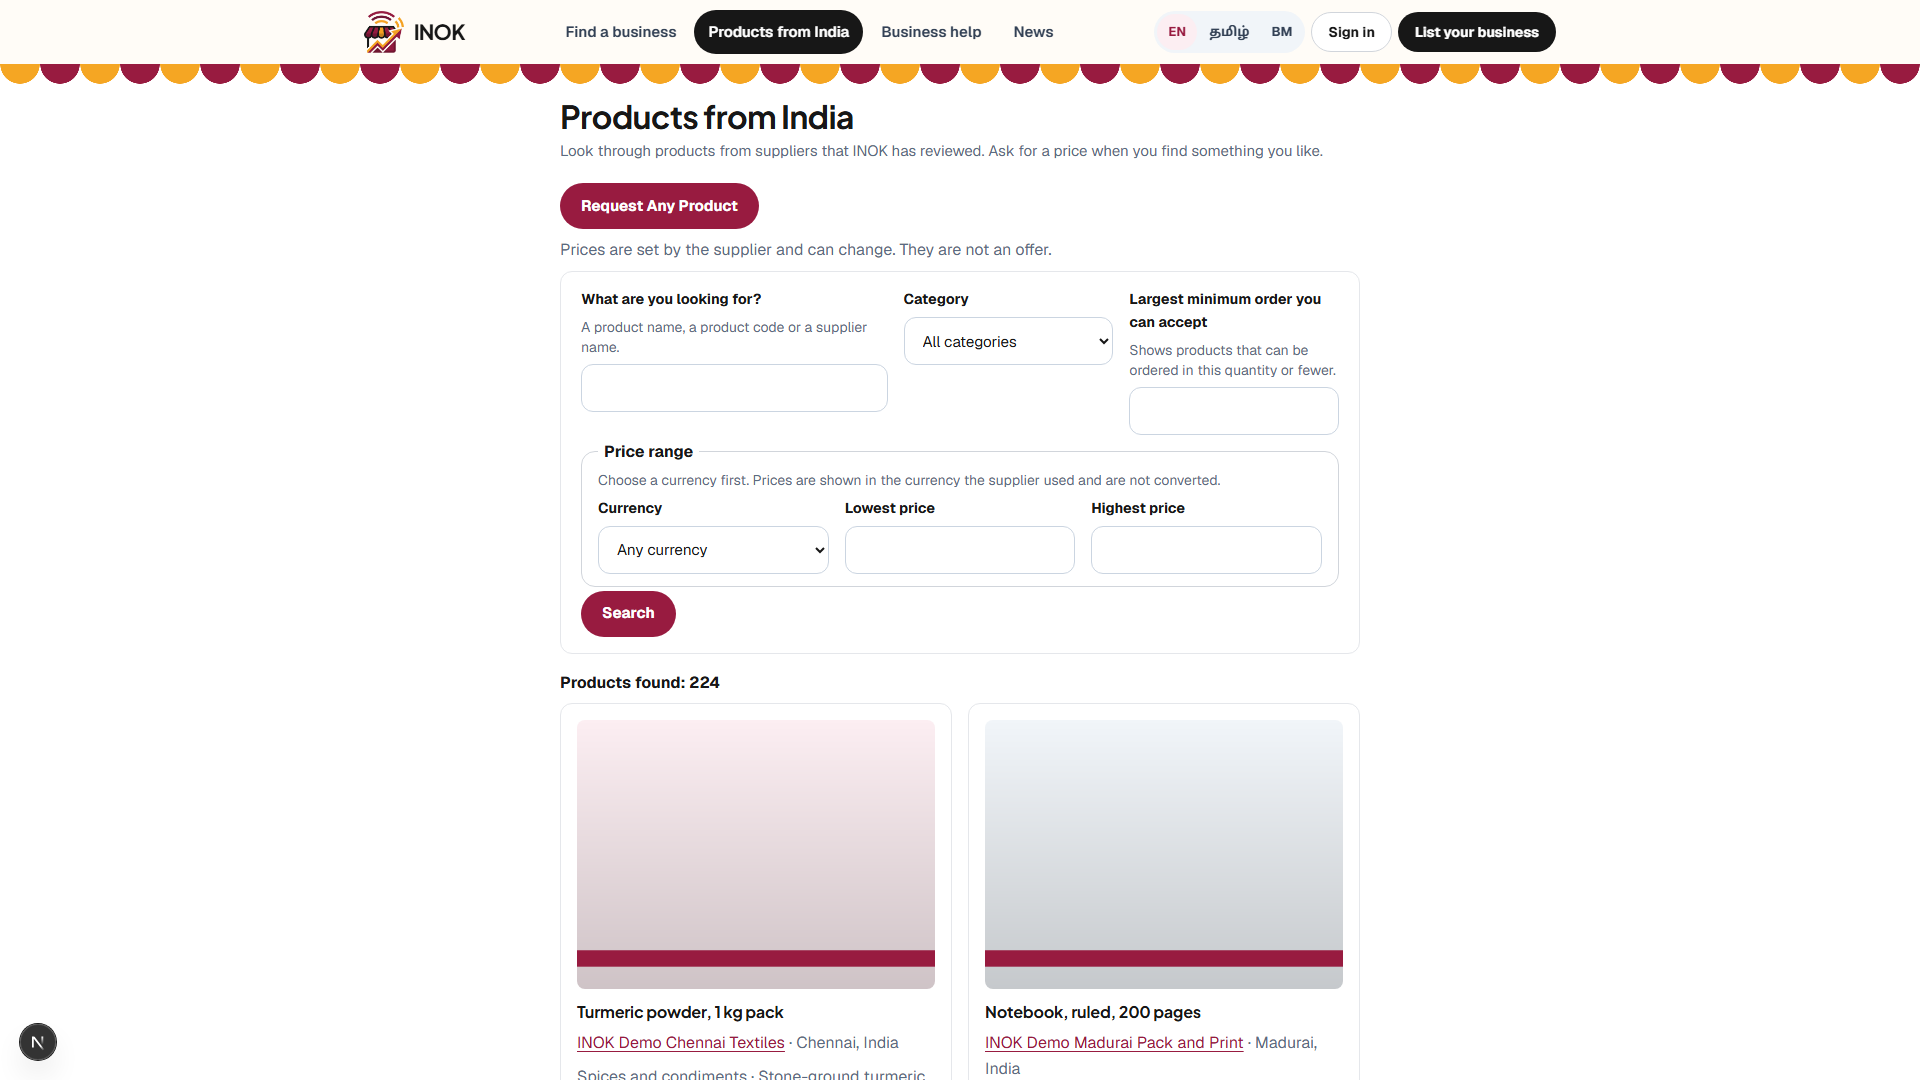 INOK
Find a business
Products from India
Business help
News
EN
தமிழ்
BM
Sign in
List your business
Products from India
Look through products from suppliers that INOK has reviewed. Ask for a price when you find something you like.
Request Any Product
Prices are set by the supplier and can change. They are not an offer.
What are you looking for?
A product name, a product code or a supplier
name.
Category
All categories
Largest minimum order you
can accept
Shows products that can be
ordered in this quantity or fewer.
Price range
Choose a currency first. Prices are shown in the currency the supplier used and are not converted.
Currency
Any currency
Lowest price
Highest price
Search
Products found: 224
Turmeric powder, 1 kg pack
INOK Demo Chennai Textiles · Chennai, India
Spices and condiments · Stone-ground turmeric
Notebook, ruled, 200 pages
INOK Demo Madurai Pack and Print · Madurai,
India
N